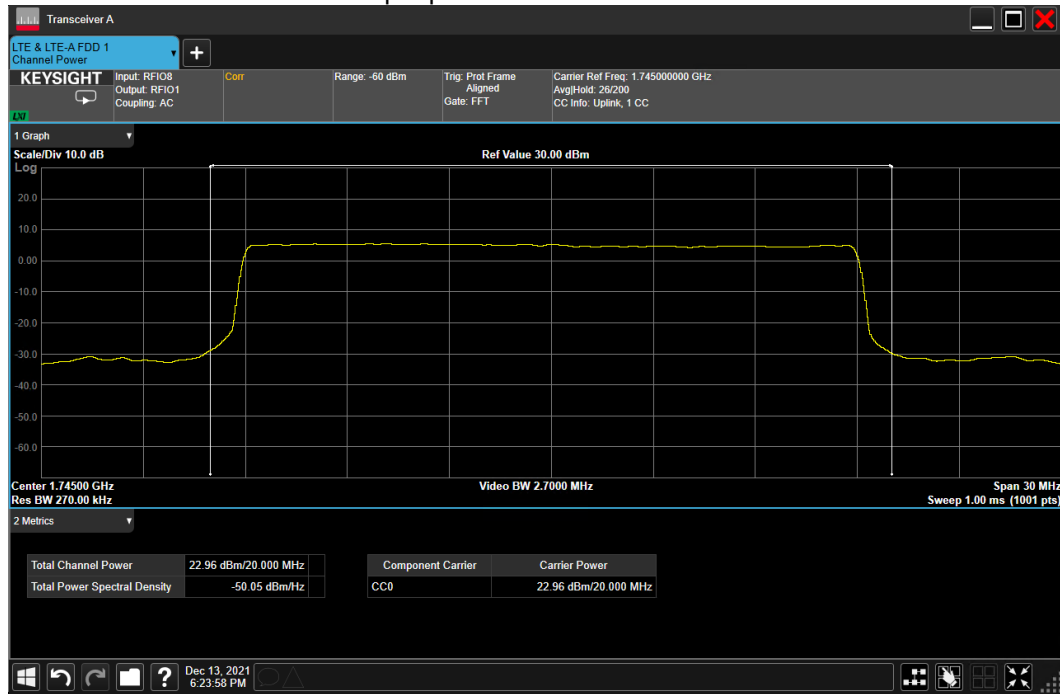 Transceiver A
LTE & LTE-A FDD 1
Channel Power
+
KEYSIGHT
LXI
Input: RFIO8
Output: RFIO1
Coupling: AC
Corr
Range: -60 dBm
Trig: Prot Frame
Aligned
Gate: FFT
Carrier Ref Freq: 1.745000000 GHz
Avg|Hold: 26/200
CC Info: Uplink, 1 CC
1 Graph
Scale/Div 10.0 dB
Ref Value 30.00 dBm
Log
20.0
10.0
0.00
-10.0
-20.0
-30.0
-40.0
-50.0
-60.0
Center 1.74500 GHz
Video BW 2.7000 MHz
Span 30 MHz
Res BW 270.00 kHz
Sweep 1.00 ms (1001 pts)
2 Metrics
Total Channel Power 22.96 dBm/20.000 MHz
Total Power Spectral Density -50.05 dBm/Hz
Component Carrier Carrier Power
CC0 22.96 dBm/20.000 MHz
?
Dec 13, 2021
6:23:58 PM